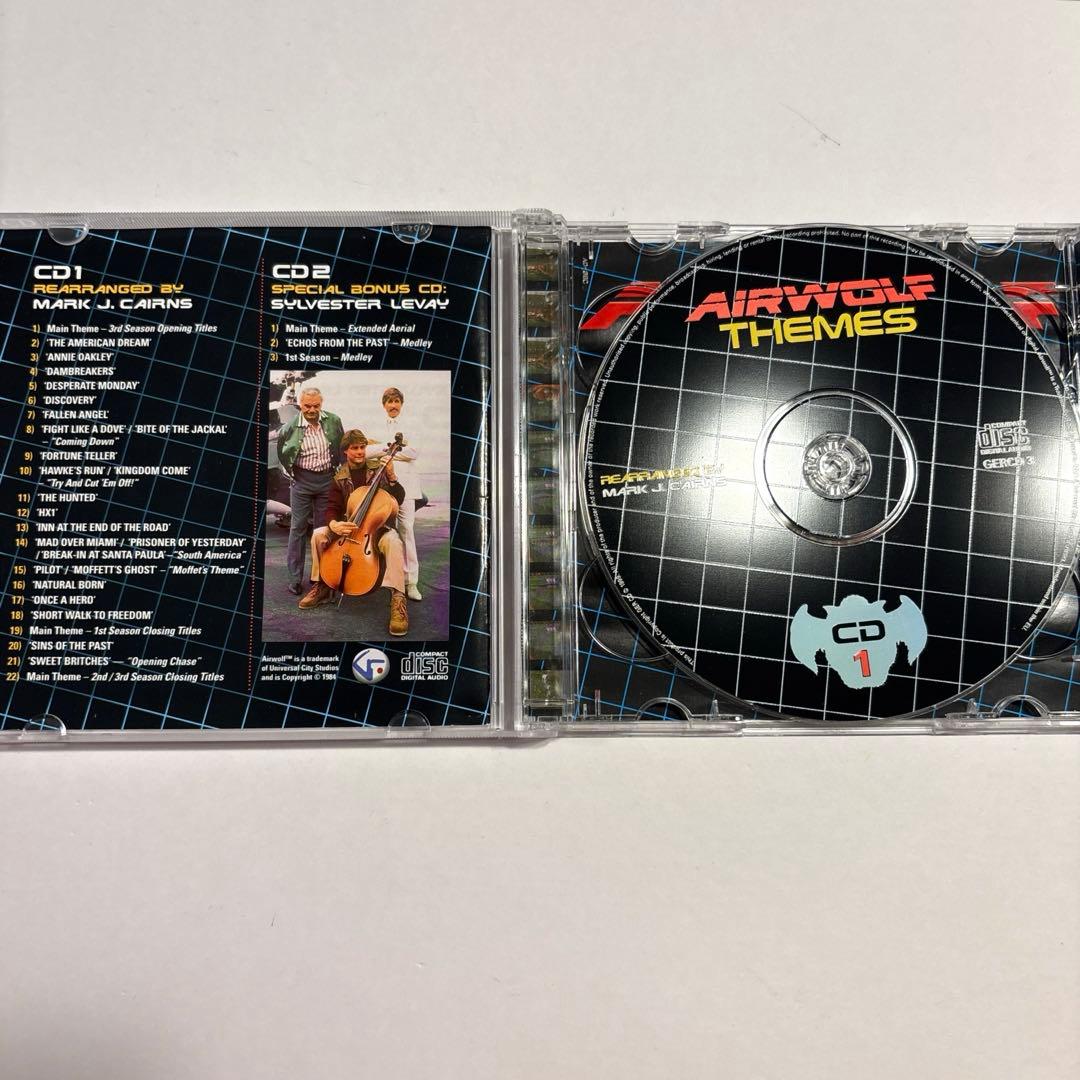 CD1
REARRANGED BY
MARK J. CAIRNS
1) Main Theme – 3rd Season Opening Titles
2) 'THE AMERICAN DREAM'
3) 'ANNIE OAKLEY'
4) 'DAMBREAKERS'
5) 'DESPERATE MONDAY'
6) 'DISCOVERY'
7) 'FALLEN ANGEL'
8) 'FIGHT LIKE A DOVE' / 'BITE OF THE JACKAL'
– "Coming Down"
9) 'FORTUNE TELLER'
10) 'HAWKE'S RUN' / 'KINGDOM COME'
– "Try And Cut 'Em Off!"
11) 'THE HUNTED'
12) 'HX1'
13) 'INN AT THE END OF THE ROAD'
14) 'MAD OVER MIAMI' / 'PRISONER OF YESTERDAY'
/ 'BREAK-IN AT SANTA PAULA' – "South America"
15) 'PILOT' / 'MOFFETT'S GHOST' – "Moffet's Theme"
16) 'NATURAL BORN'
17) 'ONCE A HERO'
18) 'SHORT WALK TO FREEDOM'
19) Main Theme – 1st Season Closing Titles
20) 'SINS OF THE PAST'
21) 'SWEET BRITCHES' — "Opening Chase"
22) Main Theme – 2nd / 3rd Season Closing Titles
CD2
SPECIAL BONUS CD:
SYLVESTER LEVAY
1) Main Theme – Extended Aerial
2) 'ECHOS FROM THE PAST' – Medley
3) 1st Season – Medley
Airwolf™ is a trademark
of Universal City Studios
and is Copyright © 1984
COMPACT
disc
DIGITAL AUDIO
AIRWOLF
THEMES
REARRANGED BY
MARK J. CAIRNS
COMPACT
disc
DIGITAL AUDIO
CD
1